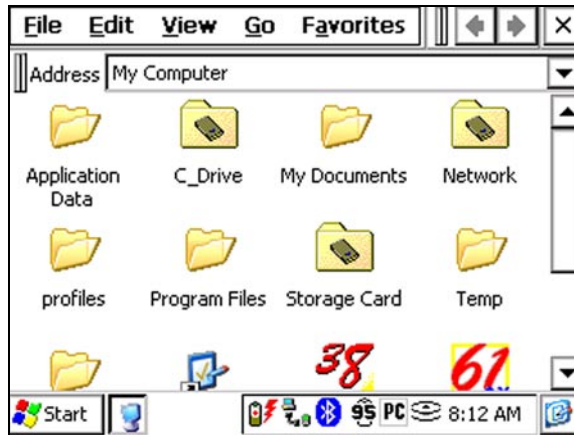 File Edit View Go Favorites
Address My Computer
Application Data C_Drive My Documents Network
profiles Program Files Storage Card Temp
38 61
Start 95 PC 8:12 AM